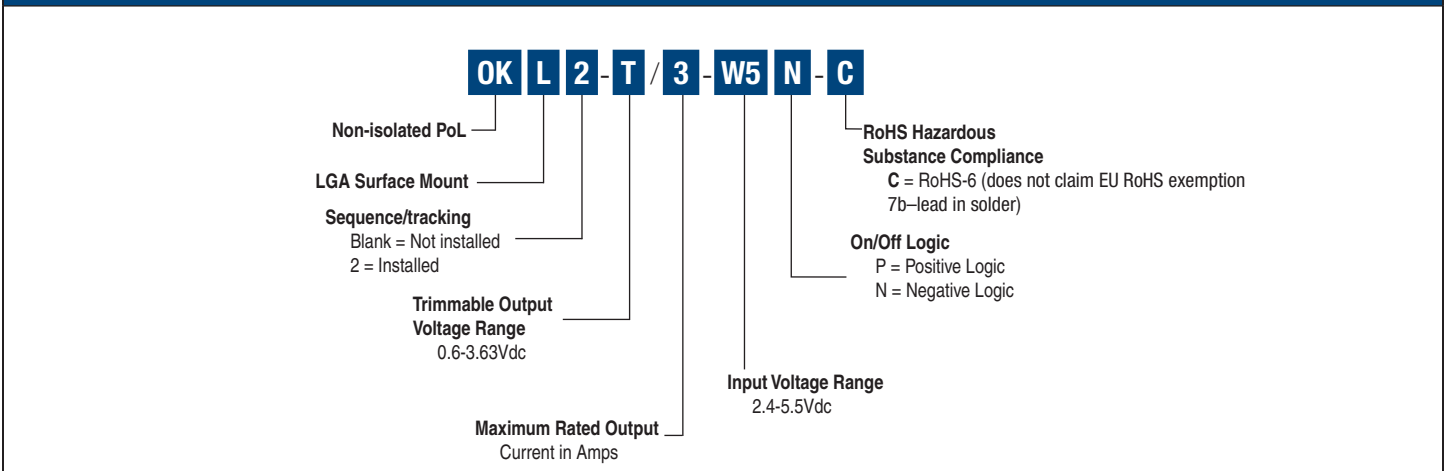 OK L 2 - T / 3 - W5 N - C
Non-isolated PoL
LGA Surface Mount
Sequence/tracking
Blank = Not installed
2 = Installed
Trimmable Output
Voltage Range
0.6-3.63Vdc
Maximum Rated Output
Current in Amps
Input Voltage Range
2.4-5.5Vdc
On/Off Logic
P = Positive Logic
N = Negative Logic
RoHS Hazardous
Substance Compliance
C = RoHS-6 (does not claim EU RoHS exemption
7b–lead in solder)